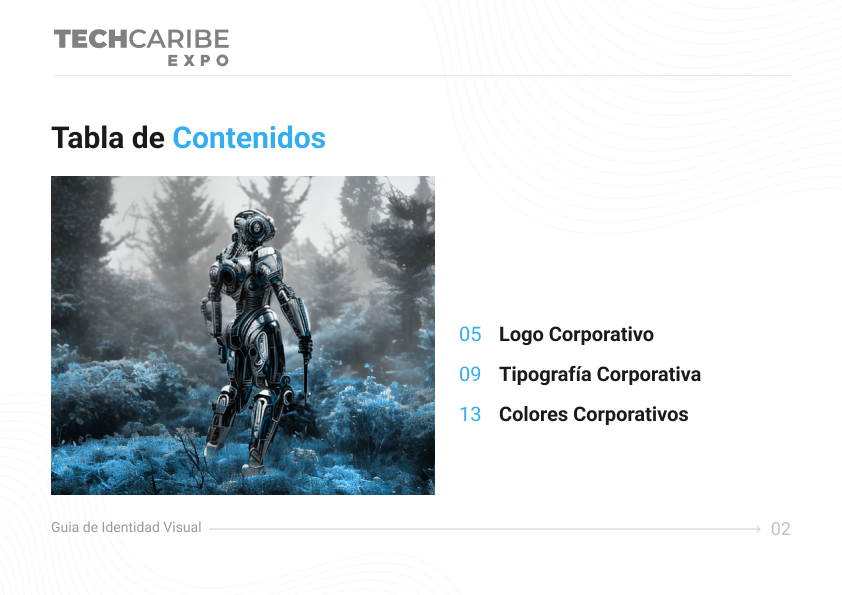 TECHCARIBE
EXPO
Tabla de Contenidos
05 Logo Corporativo
09 Tipografía Corporativa
13 Colores Corporativos
Guia de Identidad Visual
02